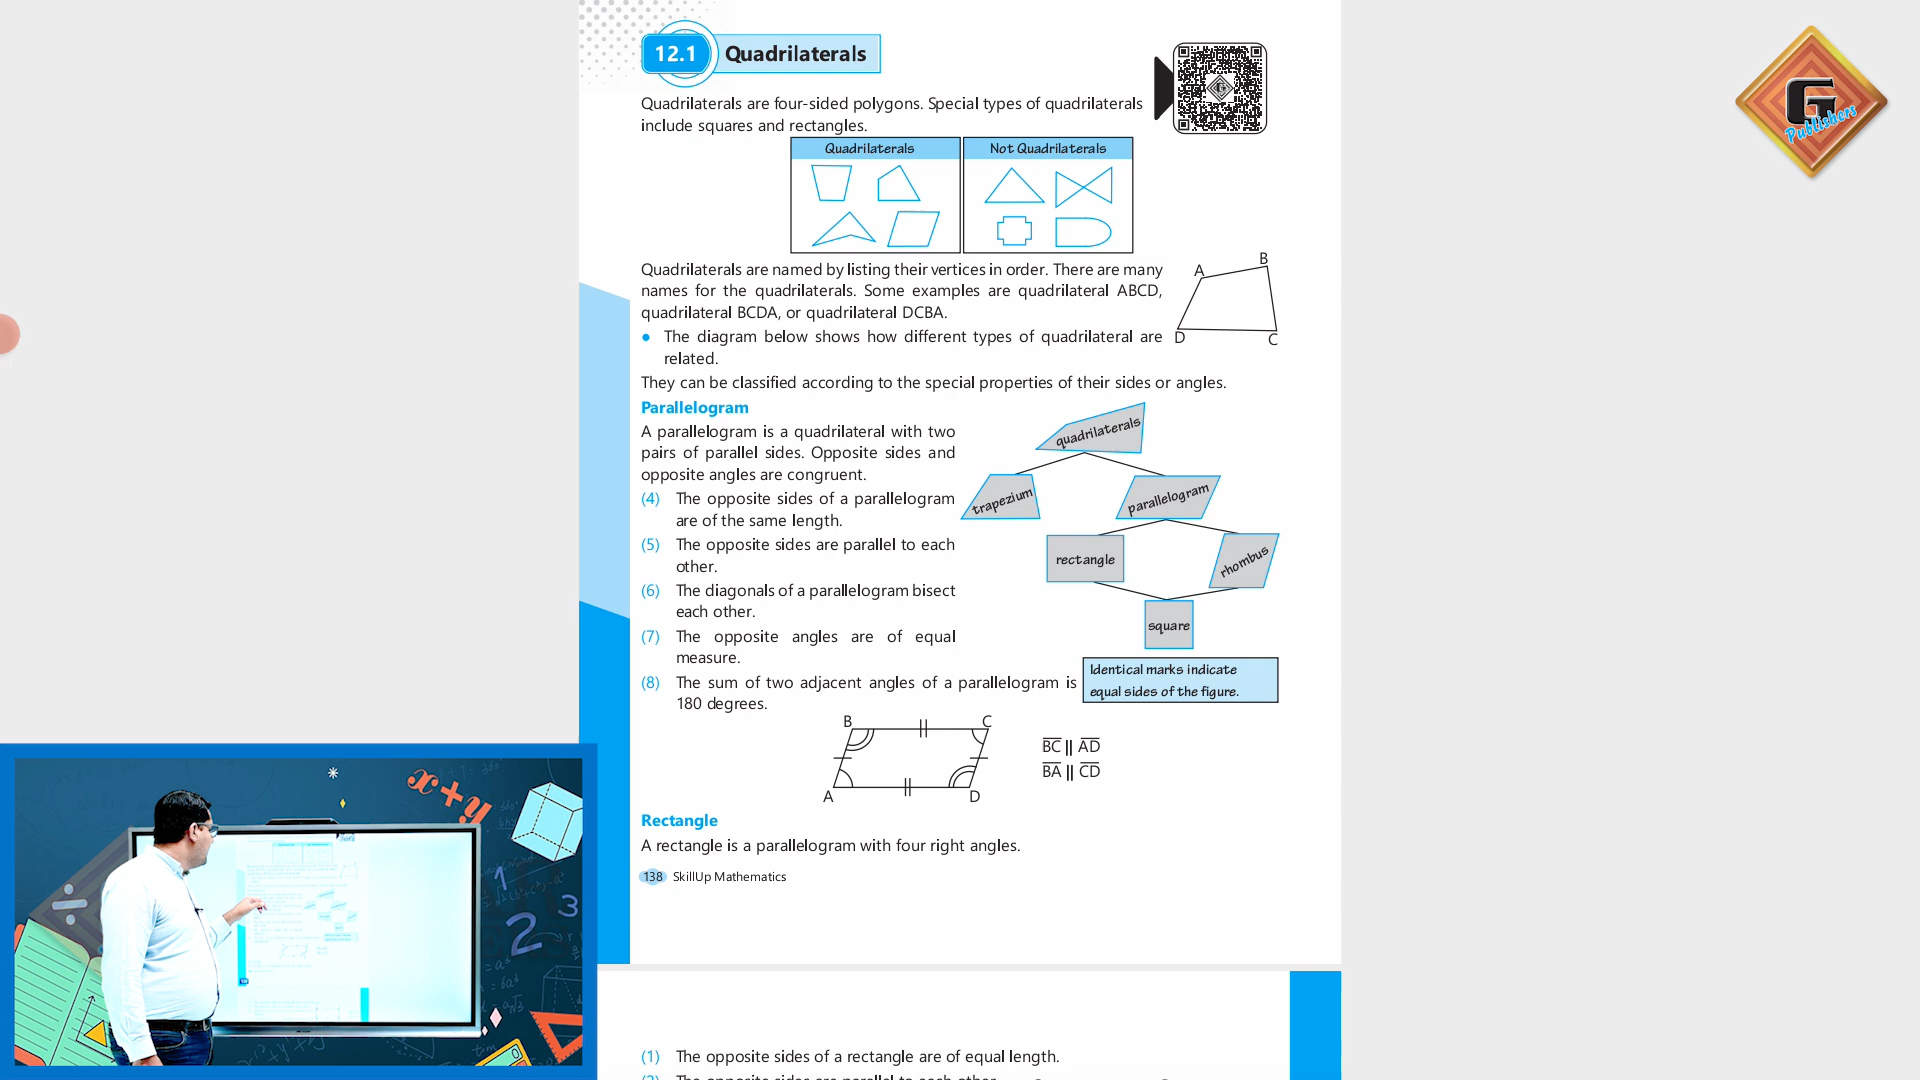 12.1 Quadrilaterals
Quadrilaterals are four-sided polygons. Special types of quadrilaterals
include squares and rectangles.
Quadrilaterals
Not Quadrilaterals
Quadrilaterals are named by listing their vertices in order. There are many
names for the quadrilaterals. Some examples are quadrilateral ABCD,
quadrilateral BCDA, or quadrilateral DCBA.
A
B
D
C
• The diagram below shows how different types of quadrilateral are
related.
They can be classified according to the special properties of their sides or angles.
Parallelogram
A parallelogram is a quadrilateral with two
pairs of parallel sides. Opposite sides and
opposite angles are congruent.
(4) The opposite sides of a parallelogram
are of the same length.
(5) The opposite sides are parallel to each
other.
(6) The diagonals of a parallelogram bisect
each other.
(7) The opposite angles are of equal
measure.
(8) The sum of two adjacent angles of a parallelogram is
180 degrees.
quadrilaterals
trapezium
parallelogram
rectangle
rhombus
square
Identical marks indicate
equal sides of the figure.
B
C
A
D
BC || AD
BA || CD
Rectangle
A rectangle is a parallelogram with four right angles.
138 SkillUp Mathematics
(1) The opposite sides of a rectangle are of equal length.
G
Publishers
x+y
1
2
3